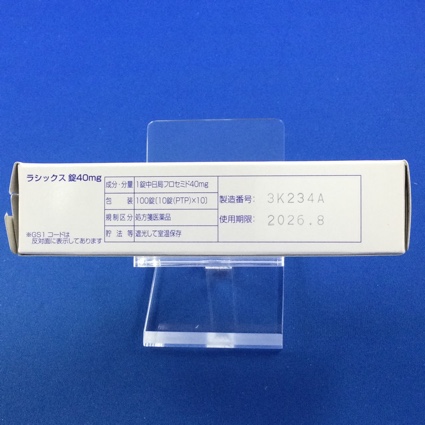 ラシックス 錠40mg
成分・分量 1錠中日局フロセミド40mg
包 装 100錠(10錠(PTP)×10)
規制区分 処方箋医薬品
貯 法 等 遮光して室温保存
製造番号: 3K234A
使用期限: 2026.8
※GS1コードは
反対面に表示してあります